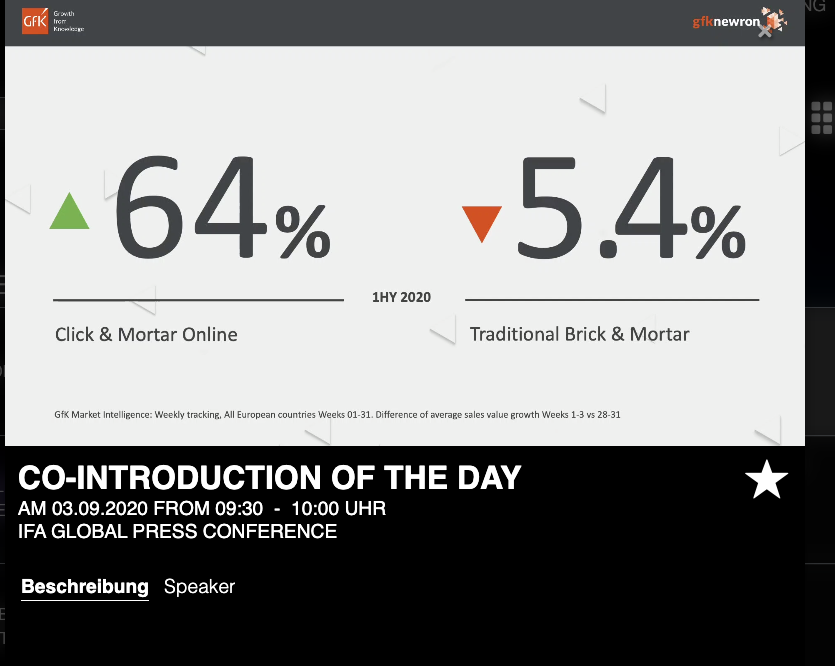 GfK
Growth
from
Knowledge
gfknewron
NG
64%
5.4%
1HY 2020
Click & Mortar Online
Traditional Brick & Mortar
GfK Market Intelligence: Weekly tracking, All European countries Weeks 01-31. Difference of average sales value growth Weeks 1-3 vs 28-31
CO-INTRODUCTION OF THE DAY
AM 03.09.2020 FROM 09:30 - 10:00 UHR
IFA GLOBAL PRESS CONFERENCE
Beschreibung Speaker